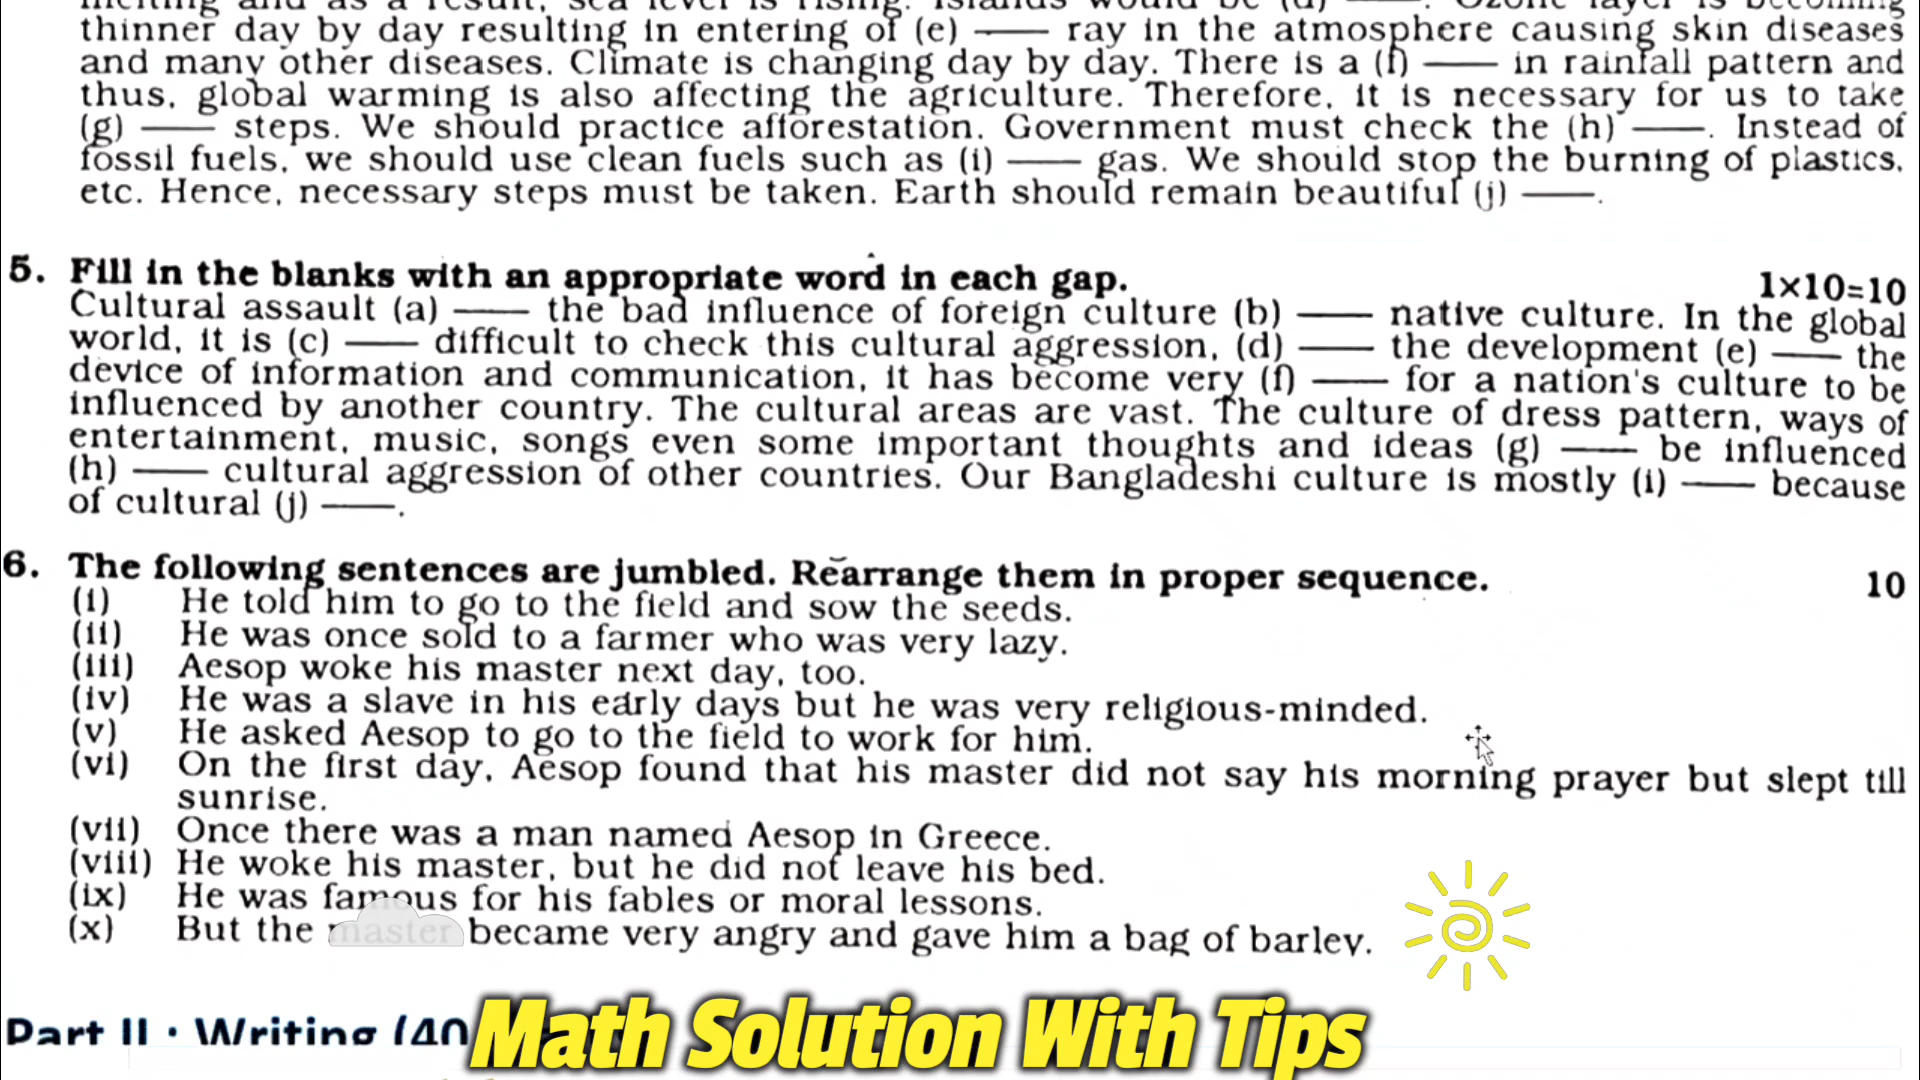 melting and as a result, sea level is rising. Islands would be (d) ——. Ozone layer is becoming
thinner day by day resulting in entering of (e) —— ray in the atmosphere causing skin diseases
and many other diseases. Climate is changing day by day. There is a (f) —— in rainfall pattern and
thus, global warming is also affecting the agriculture. Therefore, it is necessary for us to take
(g) —— steps. We should practice afforestation. Government must check the (h) ——. Instead of
fossil fuels, we should use clean fuels such as (i) —— gas. We should stop the burning of plastics,
etc. Hence, necessary steps must be taken. Earth should remain beautiful (j) ——.
5. Fill in the blanks with an appropriate word in each gap. 1×10=10
Cultural assault (a) —— the bad influence of foreign culture (b) —— native culture. In the global
world, it is (c) —— difficult to check this cultural aggression, (d) —— the development (e) —— the
device of information and communication, it has become very (f) —— for a nation's culture to be
influenced by another country. The cultural areas are vast. The culture of dress pattern, ways of
entertainment, music, songs even some important thoughts and ideas (g) —— be influenced
(h) —— cultural aggression of other countries. Our Bangladeshi culture is mostly (i) —— because
of cultural (j) ——.
6. The following sentences are jumbled. Rearrange them in proper sequence. 10
(i) He told him to go to the field and sow the seeds.
(ii) He was once sold to a farmer who was very lazy.
(iii) Aesop woke his master next day, too.
(iv) He was a slave in his early days but he was very religious-minded.
(v) He asked Aesop to go to the field to work for him.
(vi) On the first day, Aesop found that his master did not say his morning prayer but slept till
sunrise.
(vii) Once there was a man named Aesop in Greece.
(viii) He woke his master, but he did not leave his bed.
(ix) He was famous for his fables or moral lessons.
(x) But the master became very angry and gave him a bag of barley.
Part II · Writing (40
Math Solution With Tips